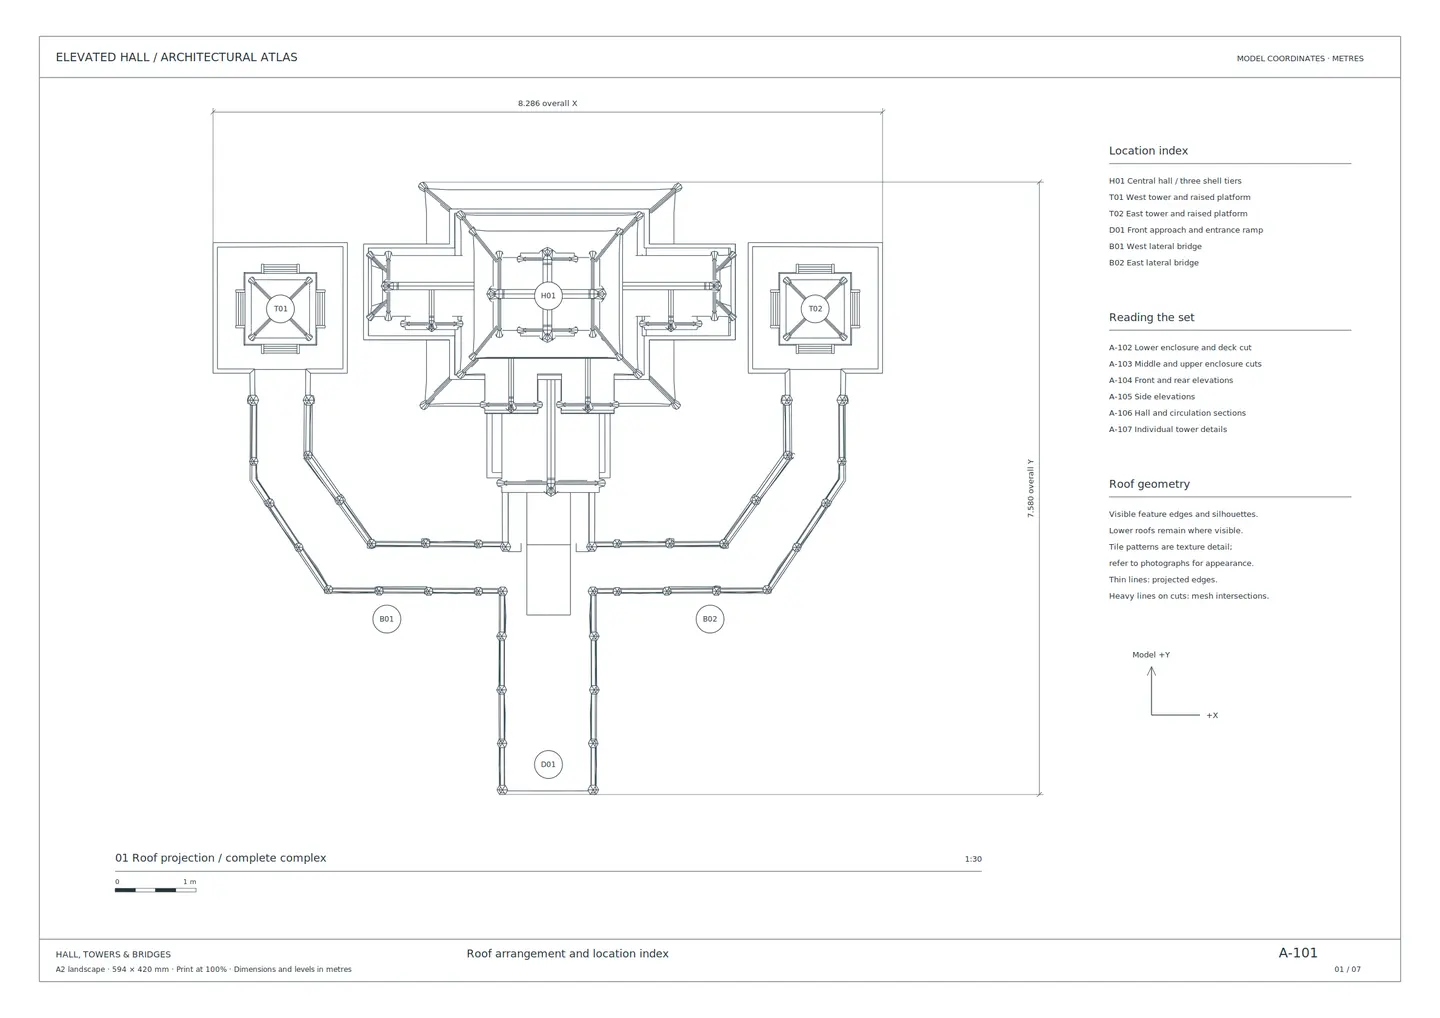 ELEVATED HALL / ARCHITECTURAL ATLAS
MODEL COORDINATES · METRES
8.286 overall X
7.580 overall Y
H01
T01
T02
B01
B02
D01
Location index
H01 Central hall / three shell tiers
T01 West tower and raised platform
T02 East tower and raised platform
D01 Front approach and entrance ramp
B01 West lateral bridge
B02 East lateral bridge
Reading the set
A-102 Lower enclosure and deck cut
A-103 Middle and upper enclosure cuts
A-104 Front and rear elevations
A-105 Side elevations
A-106 Hall and circulation sections
A-107 Individual tower details
Roof geometry
Visible feature edges and silhouettes.
Lower roofs remain where visible.
Tile patterns are texture detail;
refer to photographs for appearance.
Thin lines: projected edges.
Heavy lines on cuts: mesh intersections.
Model +Y
+X
01 Roof projection / complete complex
1:30
0 1 m
HALL, TOWERS & BRIDGES
A2 landscape · 594 × 420 mm · Print at 100% · Dimensions and levels in metres
Roof arrangement and location index
A-101
01 / 07